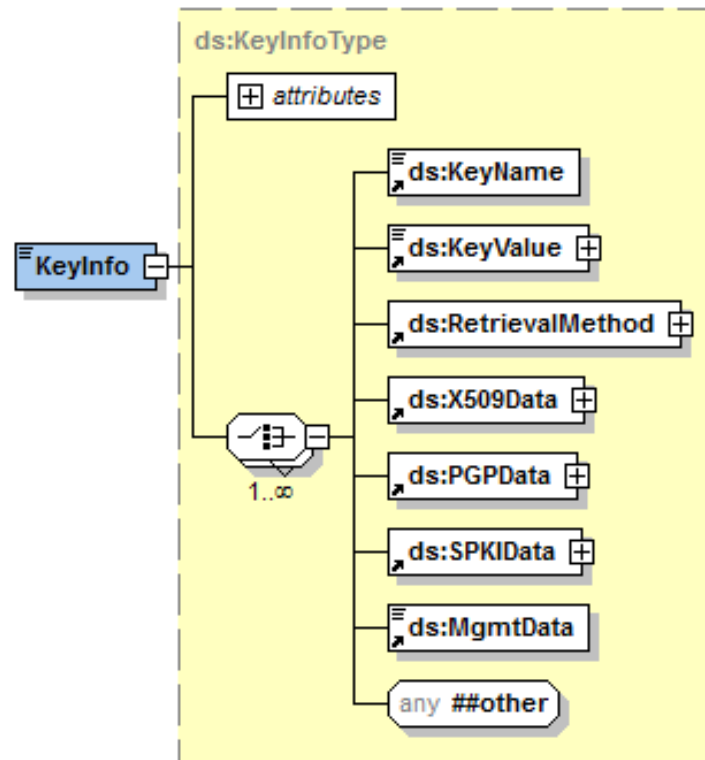 ds:KeyInfoType
attributes
ds:KeyName
ds:KeyValue
KeyInfo
ds:RetrievalMethod
ds:X509Data
1..∞
ds:PGPData
ds:SPKIData
ds:MgmtData
any ##other